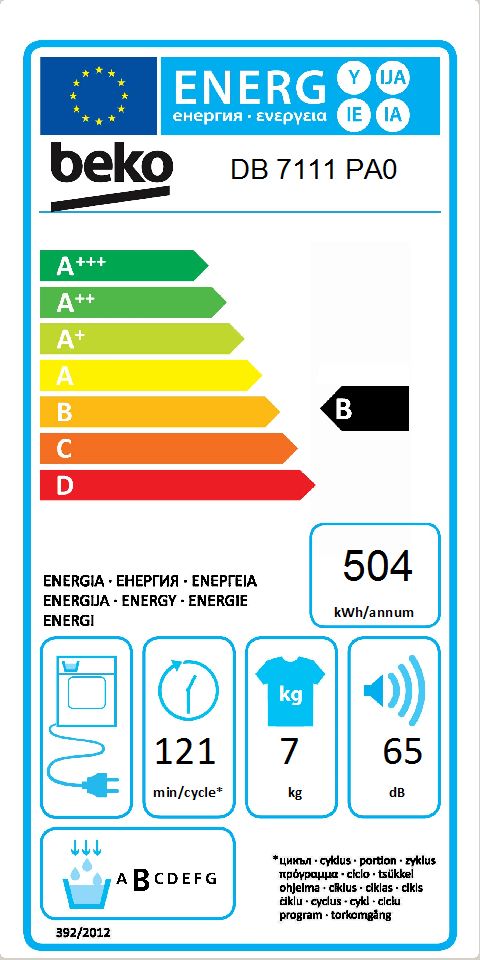 ENERG
Y IJA
IE IA
енергия · ενεργεια
beko
DB 7111 PA0
A+++
A++
A+
A
B
B
C
D
504
kWh/annum
ENERGIA · ЕНЕРГИЯ · ΕΝΕΡΓΕΙΑ
ENERGIJA · ENERGY · ENERGIE
ENERGI
kg
121
min/cycle*
7
kg
65
dB
A B C D E F G
*цикъл · cyklus · portion · zyklus
πρόγραμμα · ciclo · tsükkel
ohjelma · ciklus · ciklas · cikls
ċiklu · cyclus · cykl · ciclu
program · torkomgång
392/2012